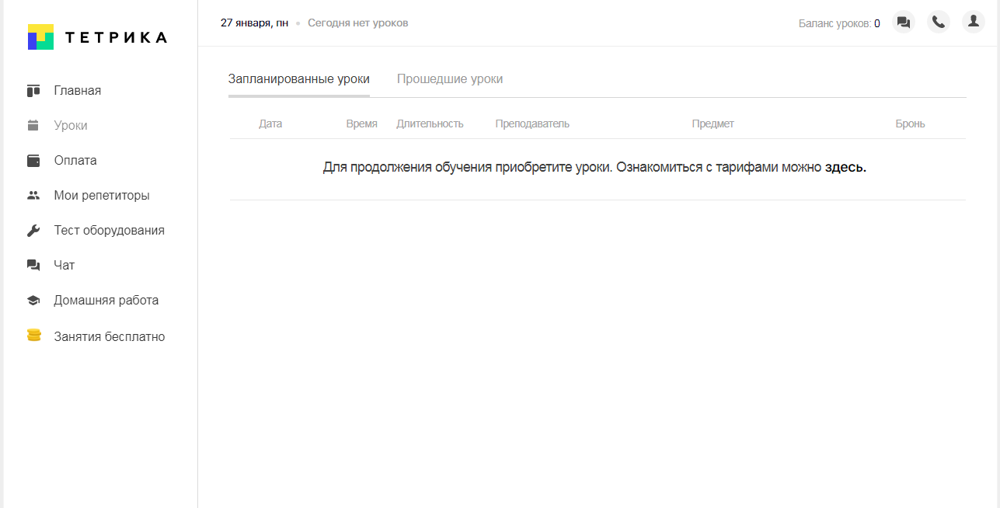 ТЕТРИКА
Главная
Уроки
Оплата
Мои репетиторы
Тест оборудования
Чат
Домашняя работа
Занятия бесплатно
27 января, пн Сегодня нет уроков
Баланс уроков: 0
Запланированные уроки Прошедшие уроки
Дата Время Длительность Преподаватель Предмет Бронь
Для продолжения обучения приобретите уроки. Ознакомиться с тарифами можно здесь.